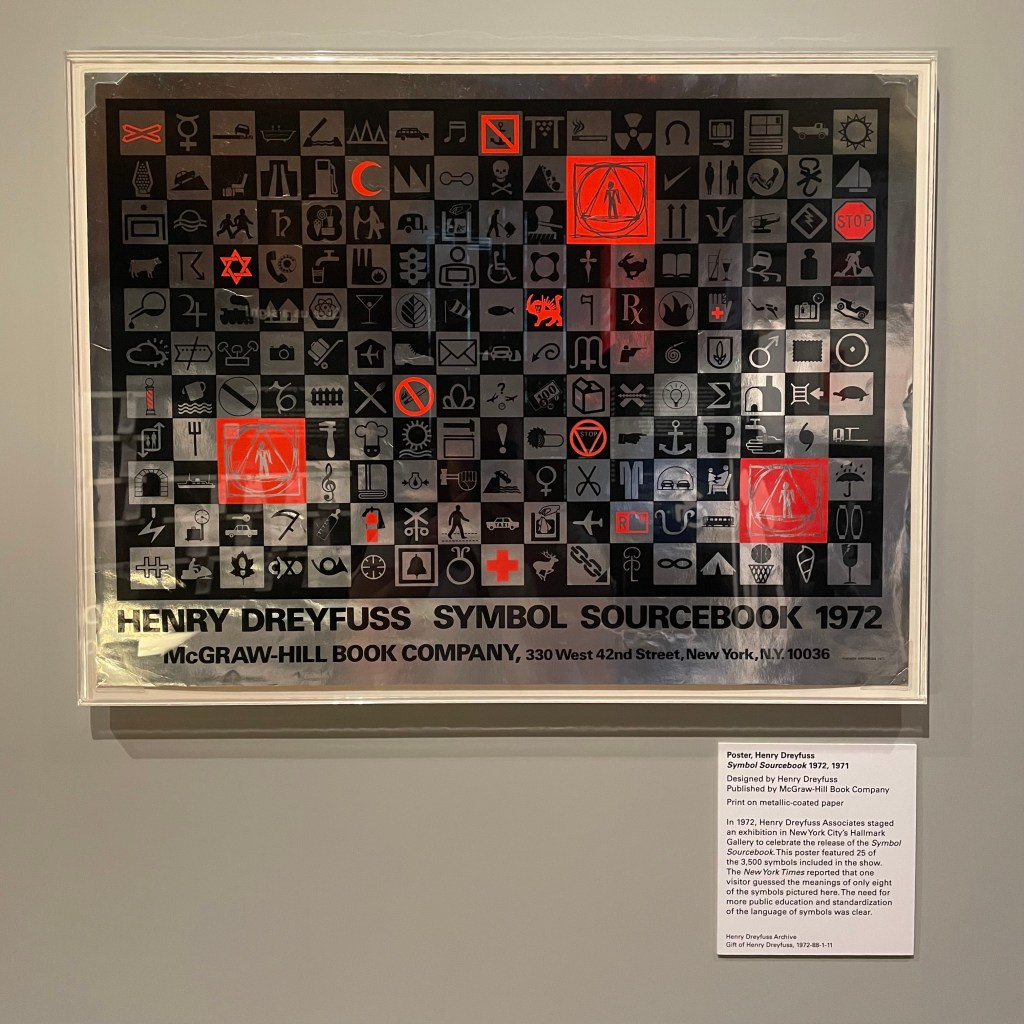 STOP
Rx
STOP
HENRY DREYFUSS SYMBOL SOURCEBOOK 1972
McGRAW-HILL BOOK COMPANY, 330 West 42nd Street, New York, N.Y. 10036
Poster, Henry Dreyfuss
Symbol Sourcebook 1972, 1971
Designed by Henry Dreyfuss
Published by McGraw-Hill Book Company
Print on metallic-coated paper
In 1972, Henry Dreyfuss Associates staged
an exhibition in New York City's Hallmark
Gallery to celebrate the release of the Symbol
Sourcebook. This poster featured 25 of
the 3,500 symbols included in the show.
The New York Times reported that one
visitor guessed the meanings of only eight
of the symbols pictured here. The need for
more public education and standardization
of the language of symbols was clear.
Henry Dreyfuss Archive
Gift of Henry Dreyfuss, 1972-88-1-11